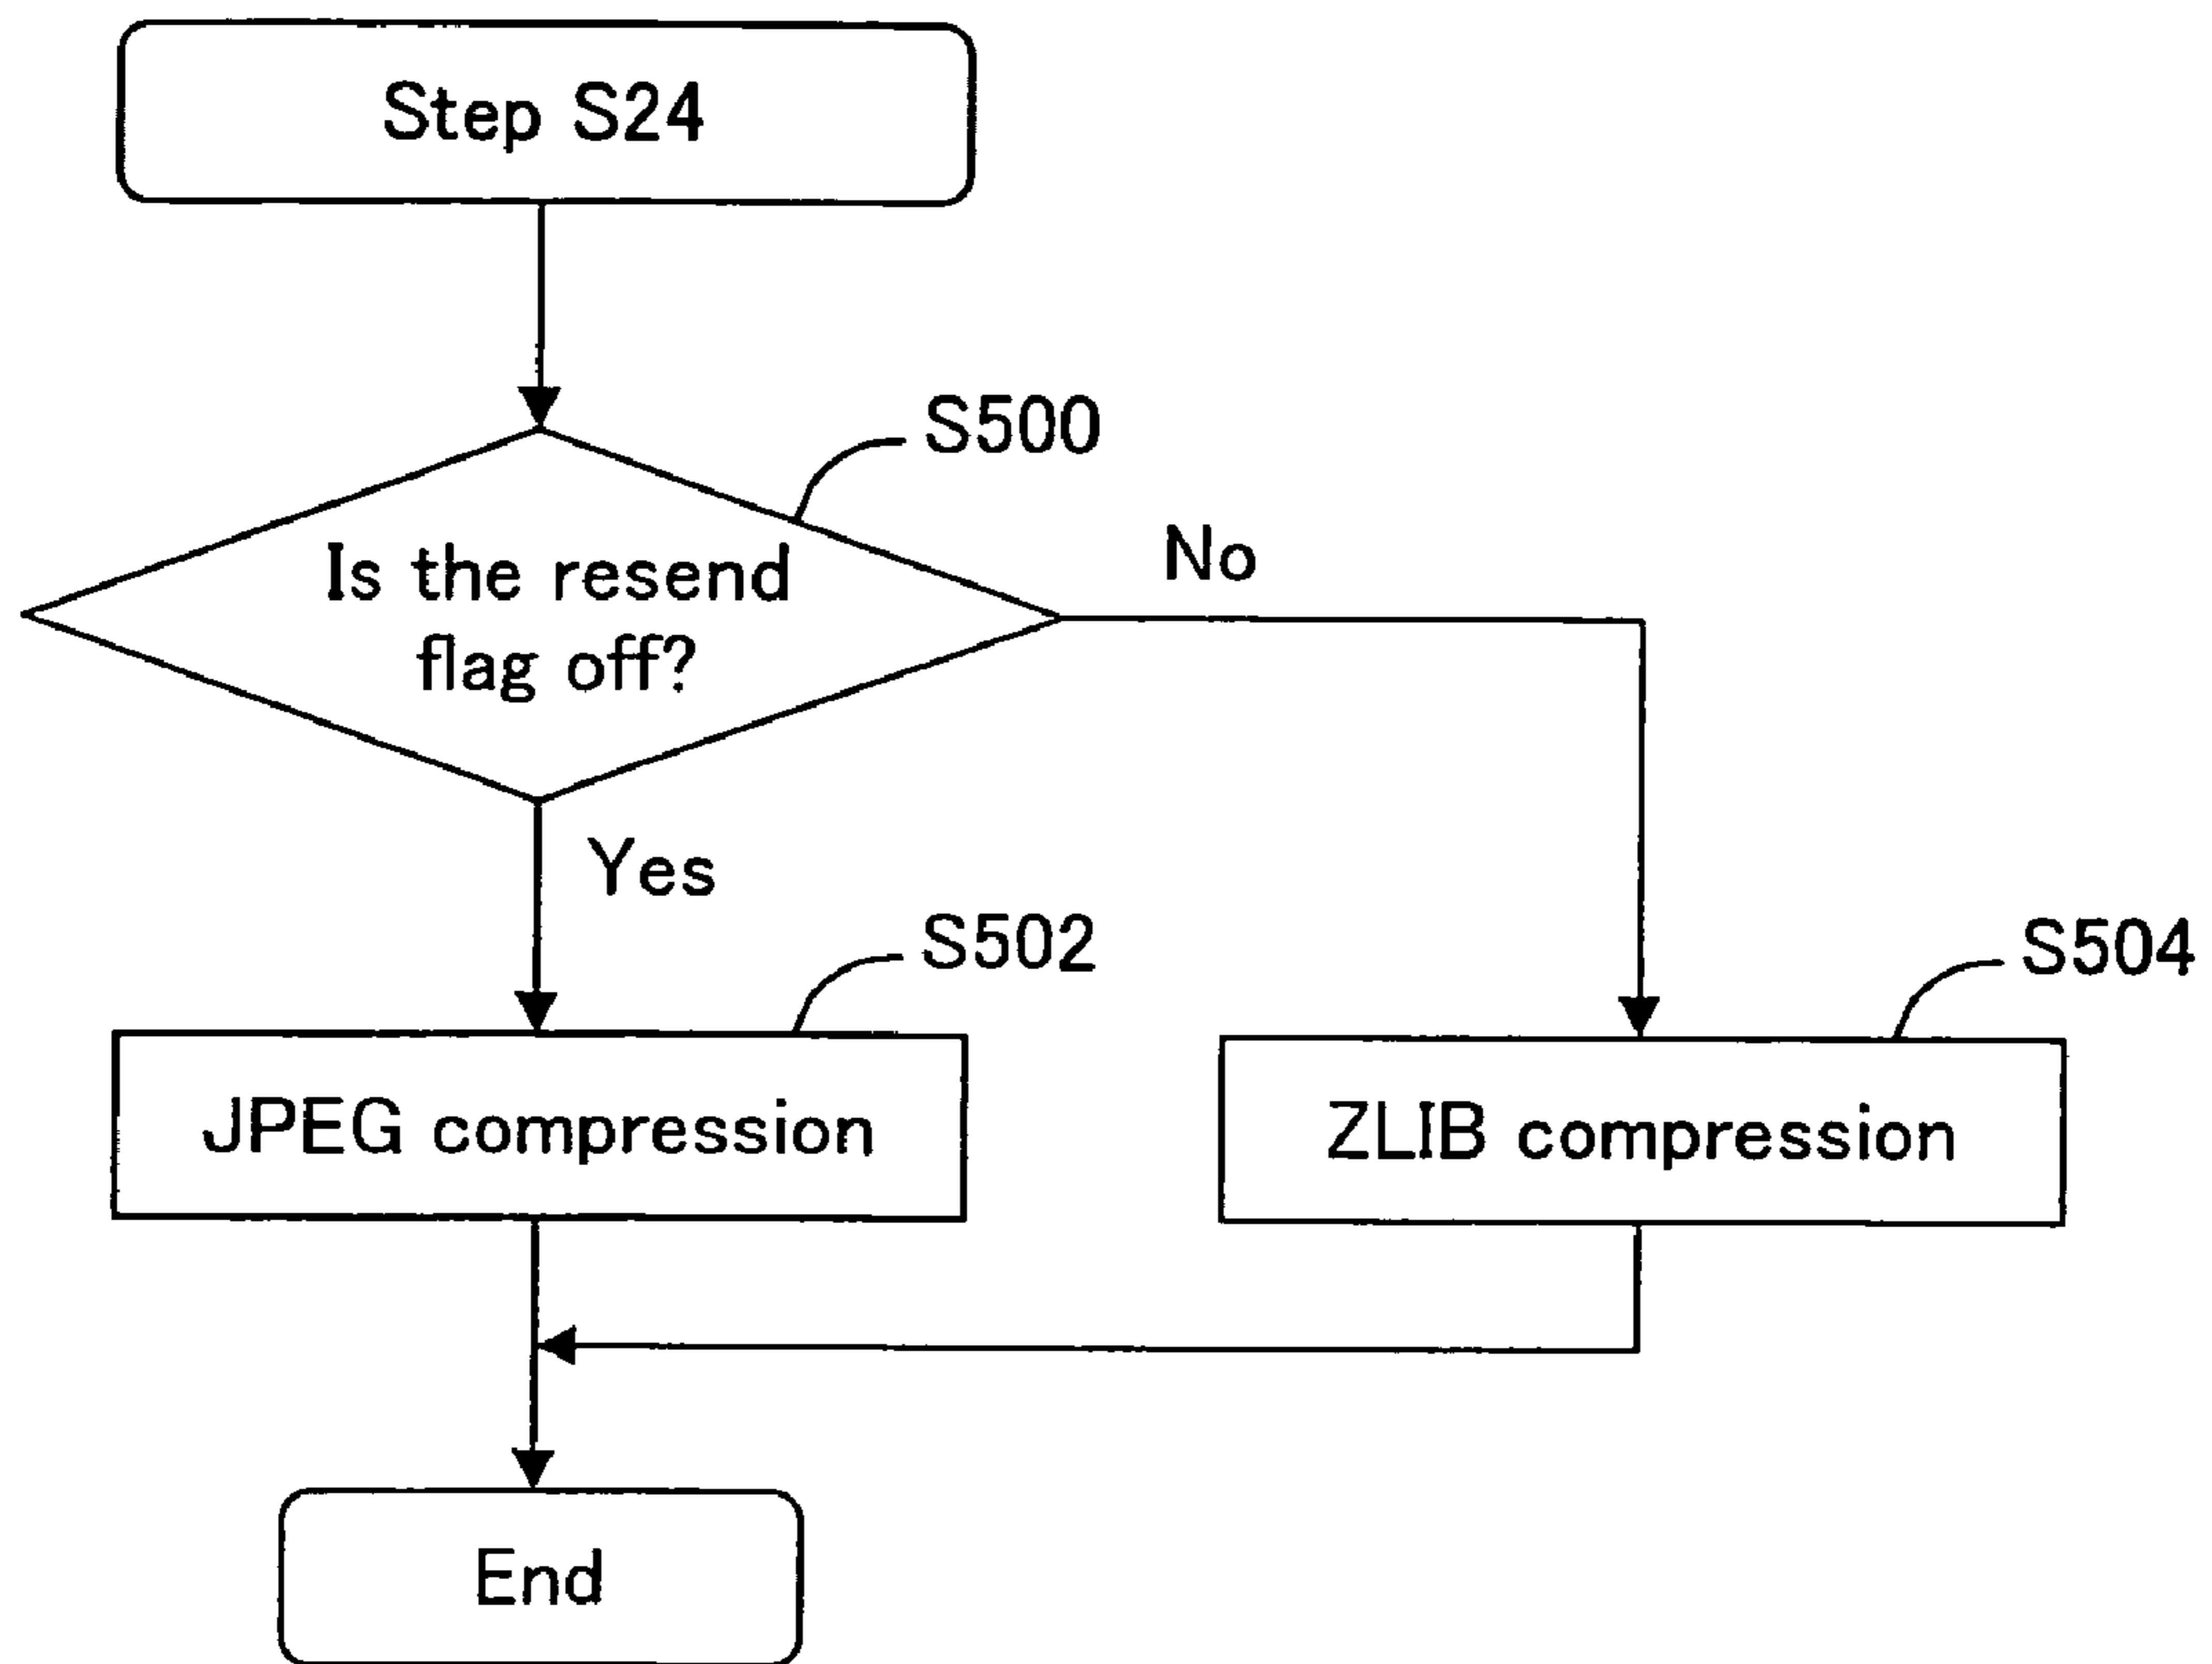 Step S24
S500
Is the resend
flag off?
No
Yes
S502
S504
JPEG compression
ZLIB compression
End